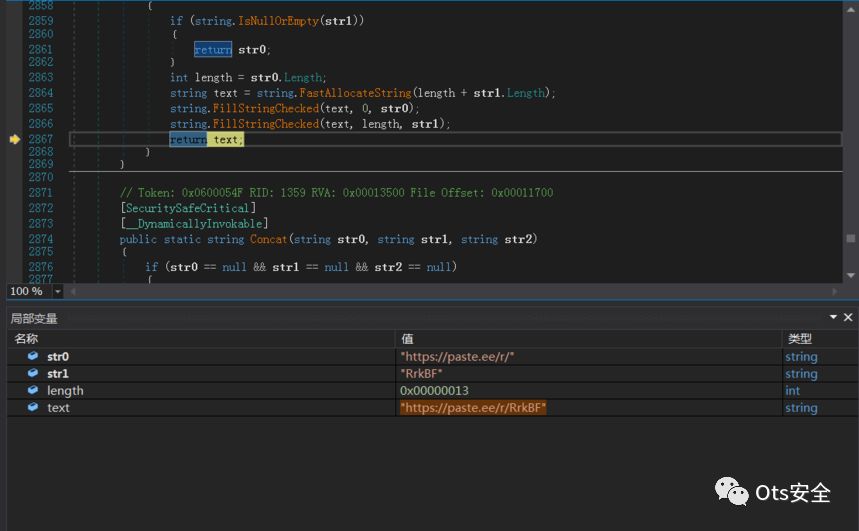 2858 {
2859 if (string.IsNullOrEmpty(str1))
2860 {
2861 return str0;
2862 }
2863 int length = str0.Length;
2864 string text = string.FastAllocateString(length + str1.Length);
2865 string.FillStringChecked(text, 0, str0);
2866 string.FillStringChecked(text, length, str1);
2867 return text;
2868 }
2869 }
2870
2871 // Token: 0x0600054F RID: 1359 RVA: 0x00013500 File Offset: 0x00011700
2872 [SecuritySafeCritical]
2873 [__DynamicallyInvokable]
2874 public static string Concat(string str0, string str1, string str2)
2875 {
2876 if (str0 == null && str1 == null && str2 == null)
2877 {
100 %
局部变量
名称 值 类型
str0 "https://paste.ee/r/" string
str1 "RrkBF" string
length 0x00000013 int
text "https://paste.ee/r/RrkBF" string
Ots安全